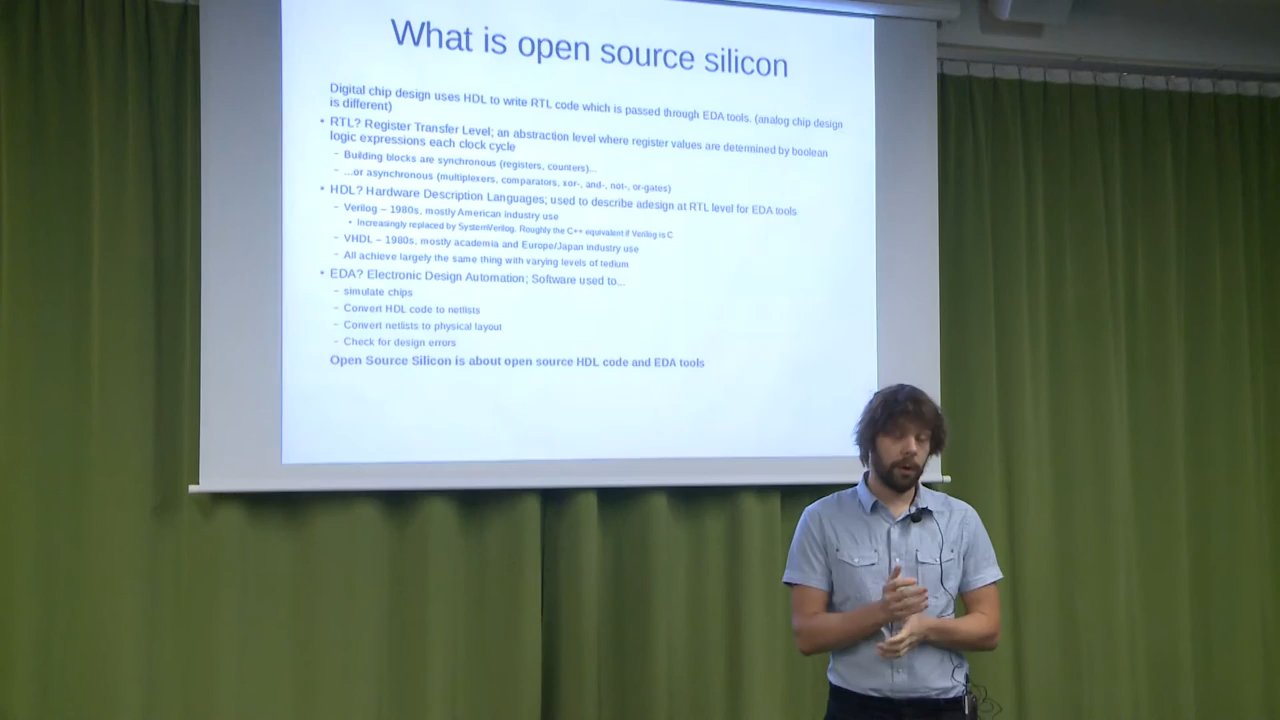 What is open source silicon
Digital chip design uses HDL to write RTL code which is passed through EDA tools. (analog chip design
is different)
• RTL? Register Transfer Level; an abstraction level where register values are determined by boolean
logic expressions each clock cycle
– Building blocks are synchronous (registers, counters)...
– ...or asynchronous (multiplexers, comparators, xor-, and-, not-, or-gates)
• HDL? Hardware Description Languages; used to describe adesign at RTL level for EDA tools
– Verilog – 1980s, mostly American industry use
• Increasingly replaced by SystemVerilog. Roughly the C++ equivalent if Verilog is C
– VHDL – 1980s, mostly academia and Europe/Japan industry use
– All achieve largely the same thing with varying levels of tedium
• EDA? Electronic Design Automation; Software used to...
– simulate chips
– Convert HDL code to netlists
– Convert netlists to physical layout
– Check for design errors
Open Source Silicon is about open source HDL code and EDA tools